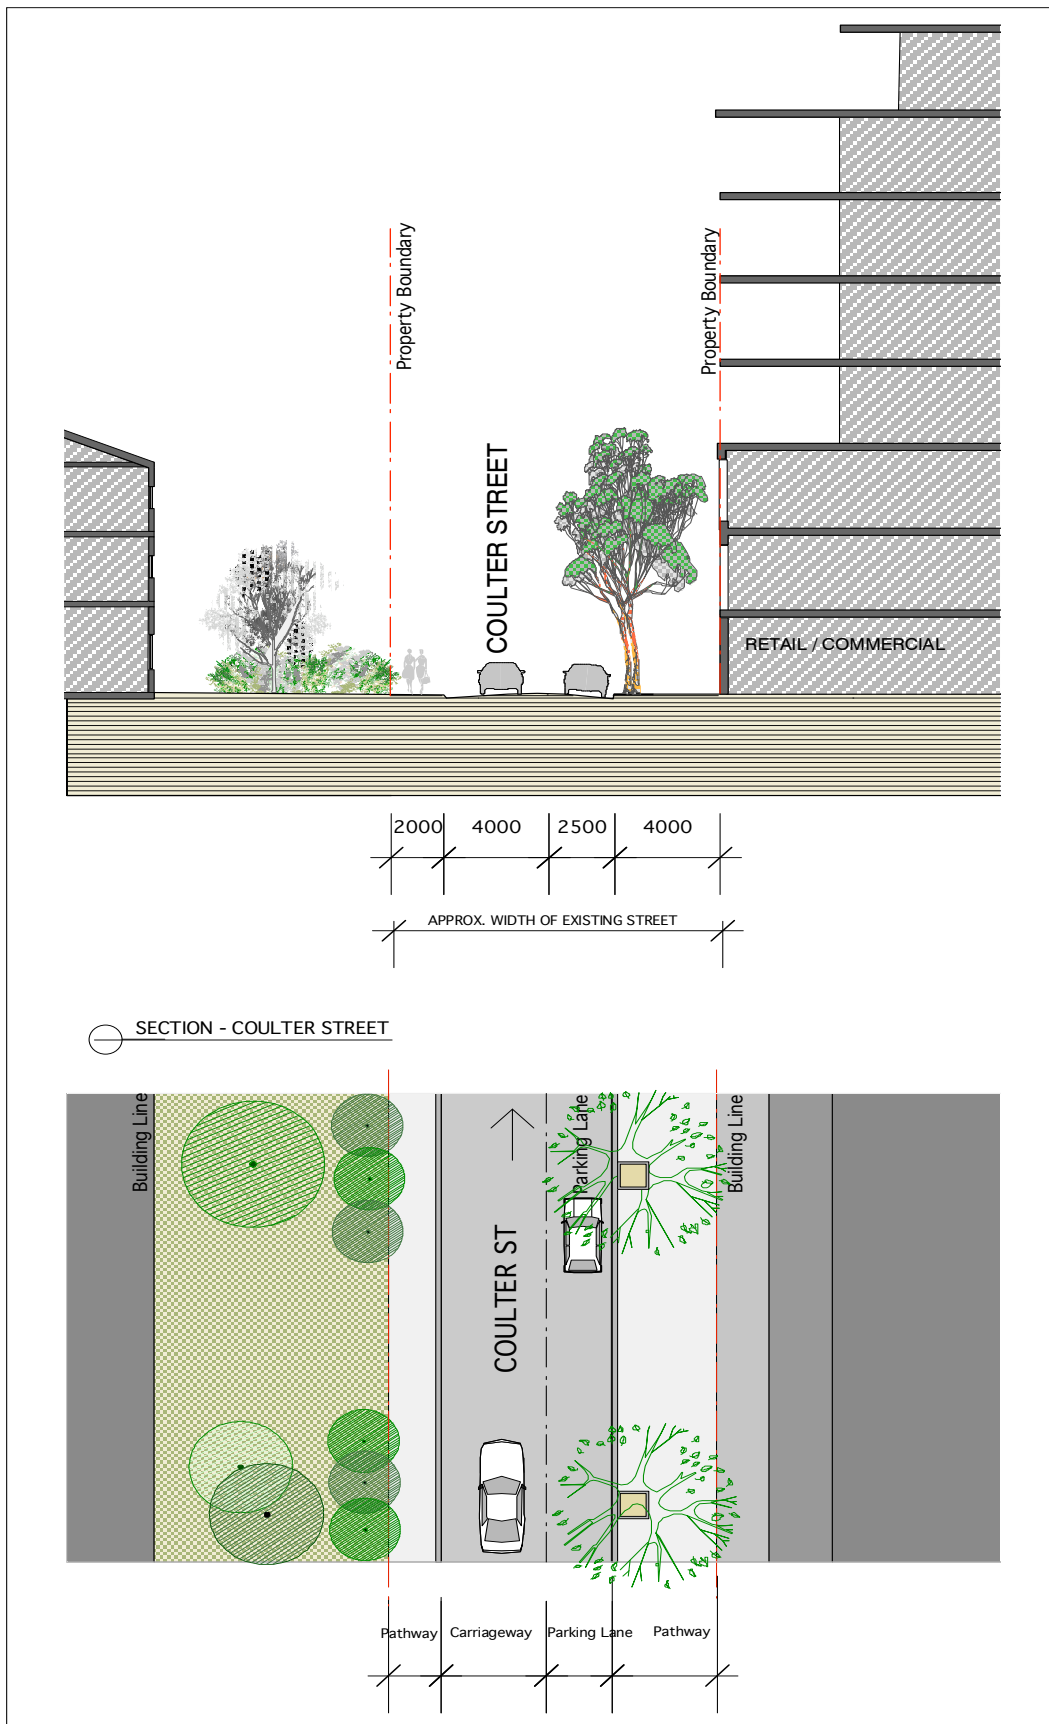 Property Boundary
Property Boundary
COULTER STREET
RETAIL / COMMERCIAL
2000 4000 2500 4000
APPROX. WIDTH OF EXISTING STREET
SECTION - COULTER STREET
Building Line
Parking Lane
Building Line
COULTER ST
Pathway Carriageway Parking Lane Pathway